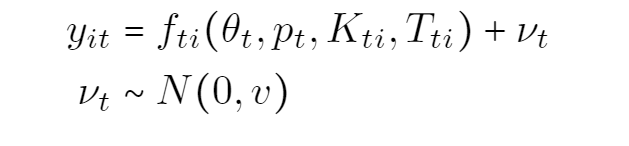 y_{it} = f_{ti}(θ_t, p_t, K_{ti}, T_{ti}) + ν_t
ν_t ~ N(0, v)